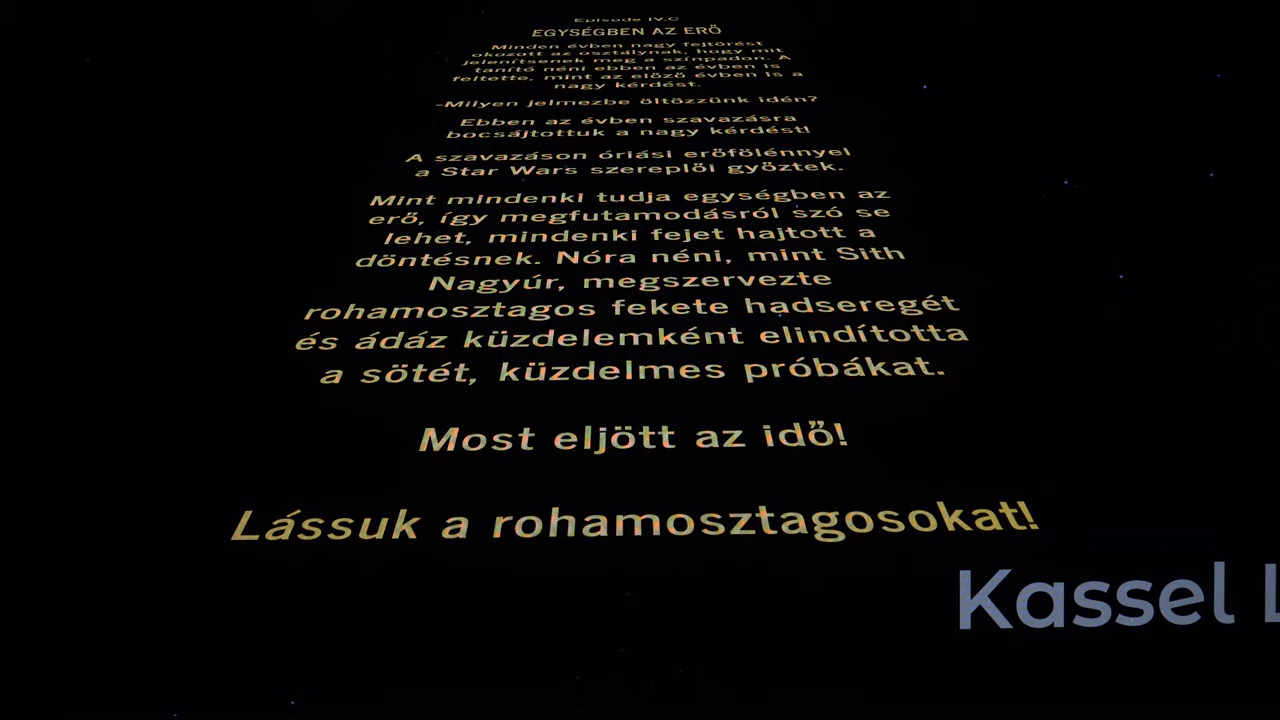 Episode IV.C
EGYSÉGBEN AZ ERŐ
Minden évben nagy fejtörést
okozott az osztálynak, hogy mit
jelenítsenek meg a színpadon. A
tanító néni ebben az évben is
feltette, mint az előző évben is a
nagy kérdést.
-Milyen jelmezbe öltözzünk idén?
Ebben az évben szavazásra
bocsájtottuk a nagy kérdést!
A szavazáson óriási erőfölénnyel
a Star Wars szereplői győztek.
Mint mindenki tudja egységben az
erő, így megfutamodásról szó se
lehet, mindenki fejet hajtott a
döntésnek. Nóra néni, mint Sith
Nagyúr, megszervezte
rohamosztagos fekete hadseregét
és ádáz küzdelemként elindította
a sötét, küzdelmes próbákat.
Most eljött az idő!
Lássuk a rohamosztagosokat!
Kassel